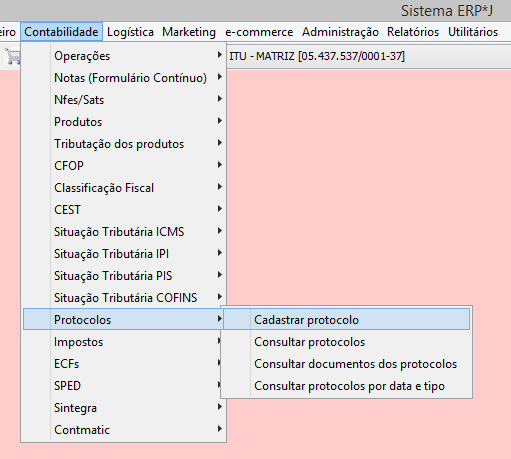 Sistema ERP*J
eiro Contabilidade Logística Marketing e-commerce Administração Relatórios Utilitários
ITU - MATRIZ [05.437.537/0001-37]
Operações
Notas (Formulário Contínuo)
Nfes/Sats
Produtos
Tributação dos produtos
CFOP
Classificação Fiscal
CEST
Situação Tributária ICMS
Situação Tributária IPI
Situação Tributária PIS
Situação Tributária COFINS
Protocolos
Cadastrar protocolo
Impostos
Consultar protocolos
ECFs
Consultar documentos dos protocolos
SPED
Consultar protocolos por data e tipo
Sintegra
Contmatic